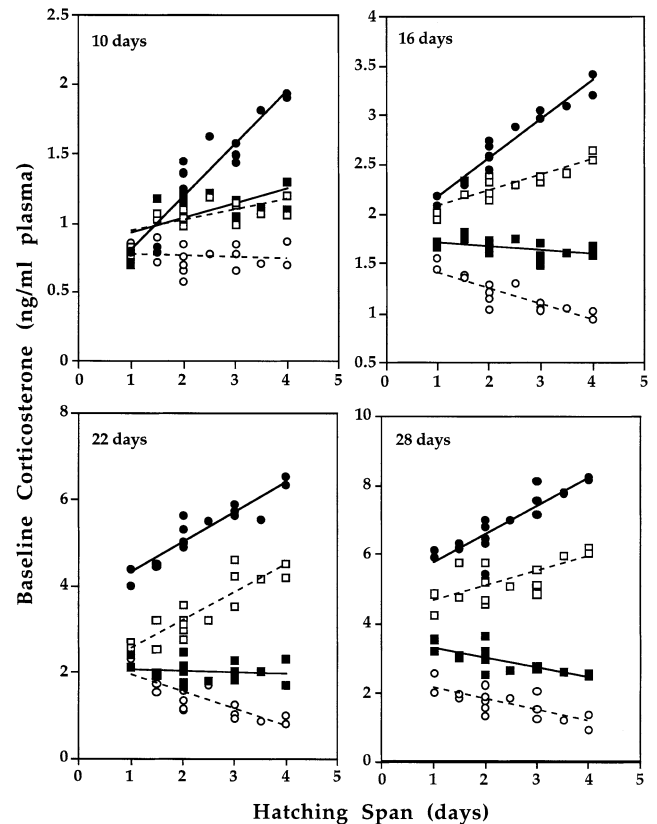 2.5
10 days
2
1.5
1
0.5
0
0 1 2 3 4 5
4
16 days
3.5
3
2.5
2
1.5
1
0.5
0 1 2 3 4 5
8
22 days
6
4
2
0
0 1 2 3 4 5
10
28 days
8
6
4
2
0
0 1 2 3 4 5
Baseline Corticosterone (ng/ml plasma)
Hatching Span (days)